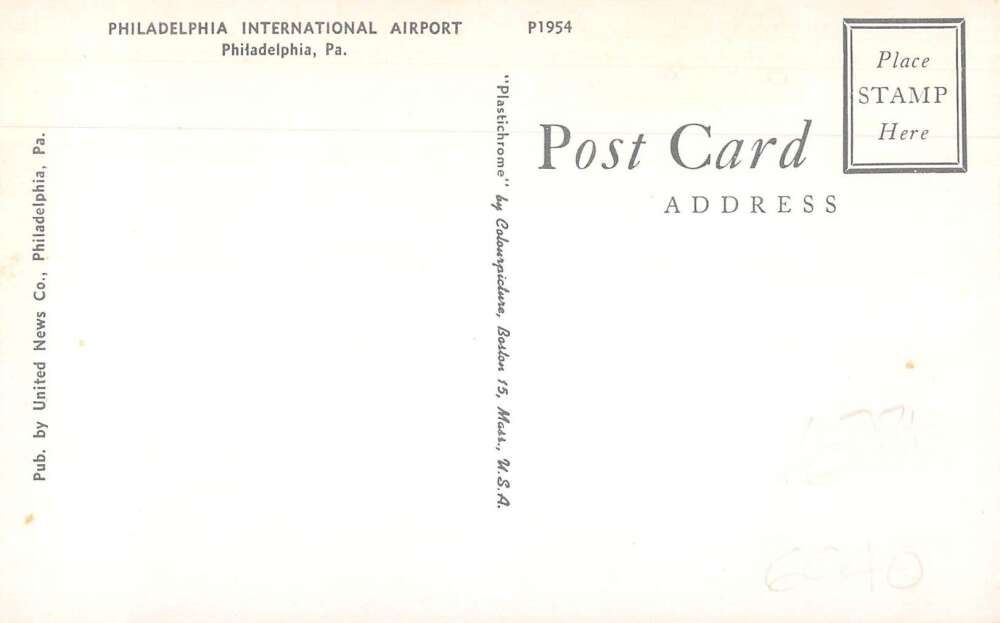 PHILADELPHIA INTERNATIONAL AIRPORT
Philadelphia, Pa.
P1954
Place
STAMP
Here
Post Card
ADDRESS
Pub. by United News Co., Philadelphia, Pa.
"Plastichrome" by Colourpicture, Boston 15, Mass., U.S.A.